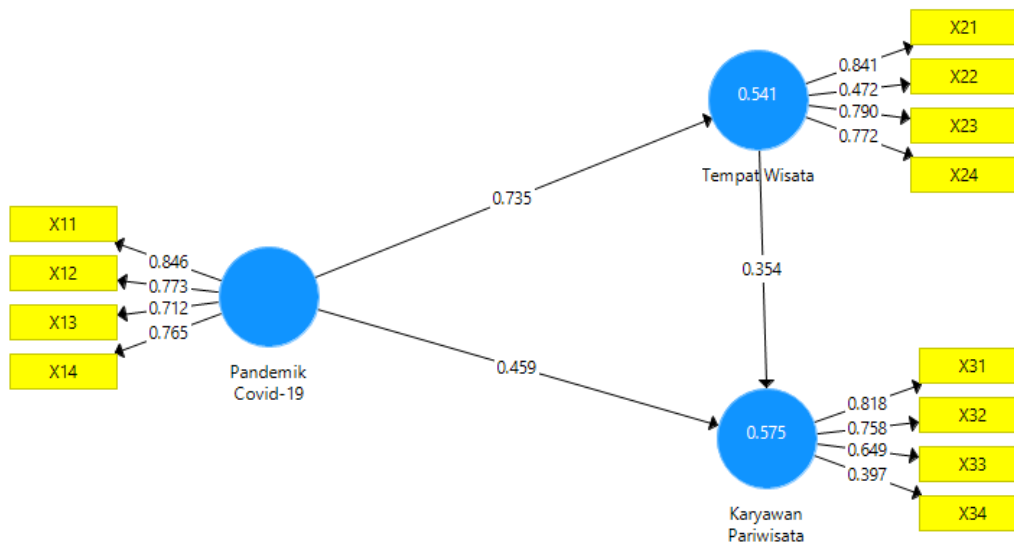 X21
0.841
X22
0.472
0.541
0.790
X23
0.772
X24
Tempat Wisata
0.735
X11
0.846
X12
0.773
0.712
X13
0.765
X14
0.354
Pandemik
Covid-19
0.459
X31
0.818
X32
0.758
0.575
0.649
X33
0.397
X34
Karyawan
Pariwisata